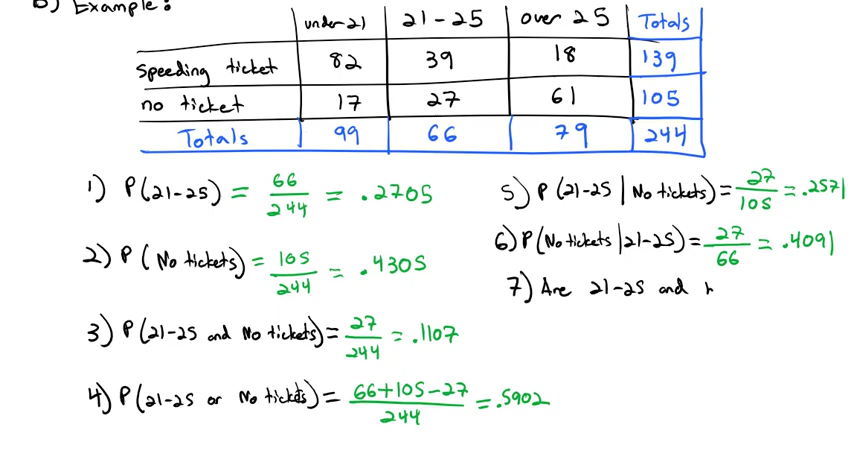 B) Example:
under 21 21-25 over 25 Totals
Speeding ticket 82 39 18 139
no ticket 17 27 61 105
Totals 99 66 79 244
1) P(21-25) = 66/244 = .2705
2) P(No tickets) = 105/244 = .4305
3) P(21-25 and No tickets) = 27/244 = .1107
4) P(21-25 or No tickets) = 66+105-27/244 = .5902
5) P(21-25 | No tickets) = 27/105 = .2571
6) P(No tickets | 21-25) = 27/66 = .4091
7) Are 21-25 and